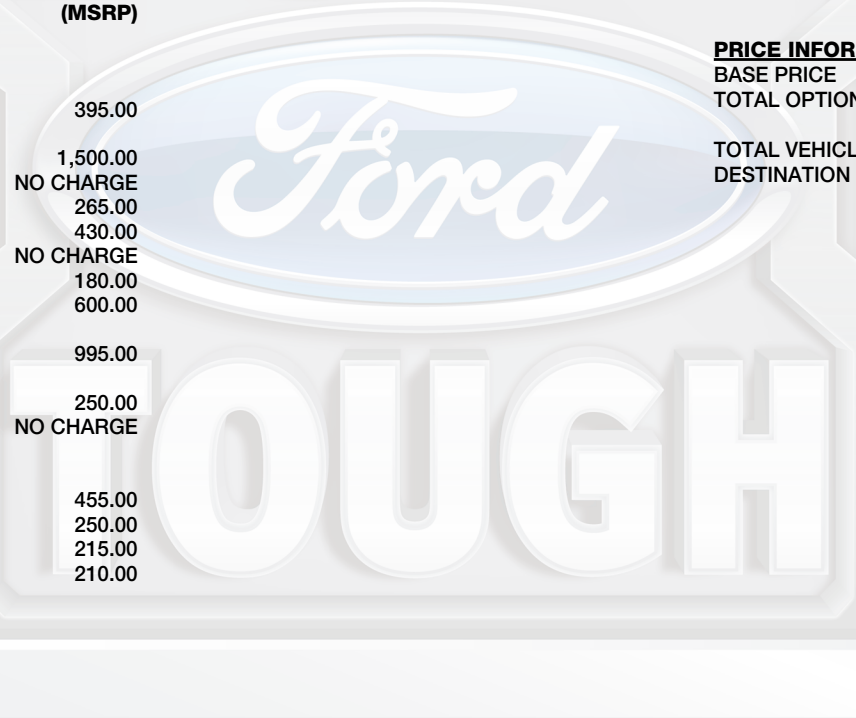 (MSRP)
395.00
1,500.00
NO CHARGE
265.00
430.00
NO CHARGE
180.00
600.00
995.00
250.00
NO CHARGE
455.00
250.00
215.00
210.00
PRICE INFOR
BASE PRICE
TOTAL OPTION
TOTAL VEHICL
DESTINATION
Ford
TOUGH